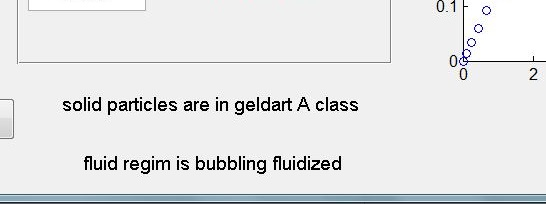 0.1
0
0 2
solid particles are in geldart A class
fluid regim is bubbling fluidized